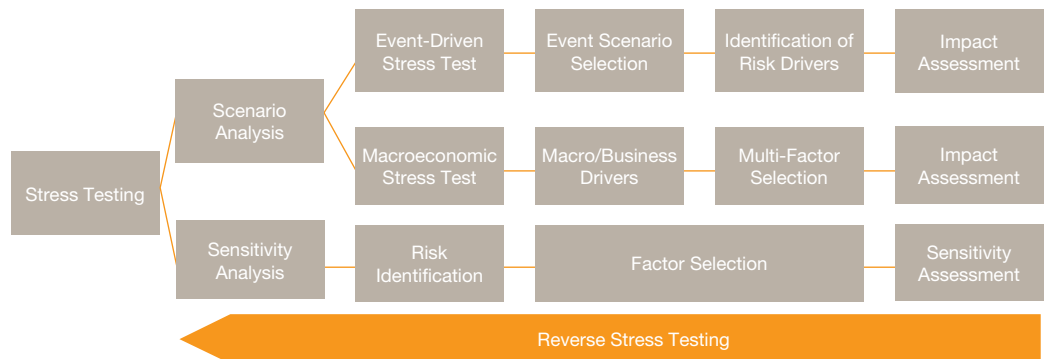 Event-Driven
Stress Test
Event Scenario
Selection
Identification of
Risk Drivers
Impact
Assessment
Scenario
Analysis
Macroeconomic
Stress Test
Macro/Business
Drivers
Multi-Factor
Selection
Impact
Assessment
Stress Testing
Sensitivity
Analysis
Risk
Identification
Factor Selection
Sensitivity
Assessment
Reverse Stress Testing